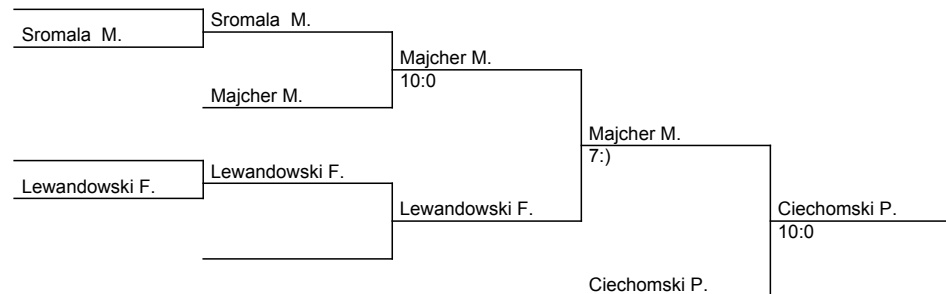 Sromala  M.
Sromala  M.
Majcher M.
10:0
Majcher M.
Majcher M.
7:)
Lewandowski F.
Lewandowski F.
Lewandowski F.
Ciechomski P.
10:0
Ciechomski P.